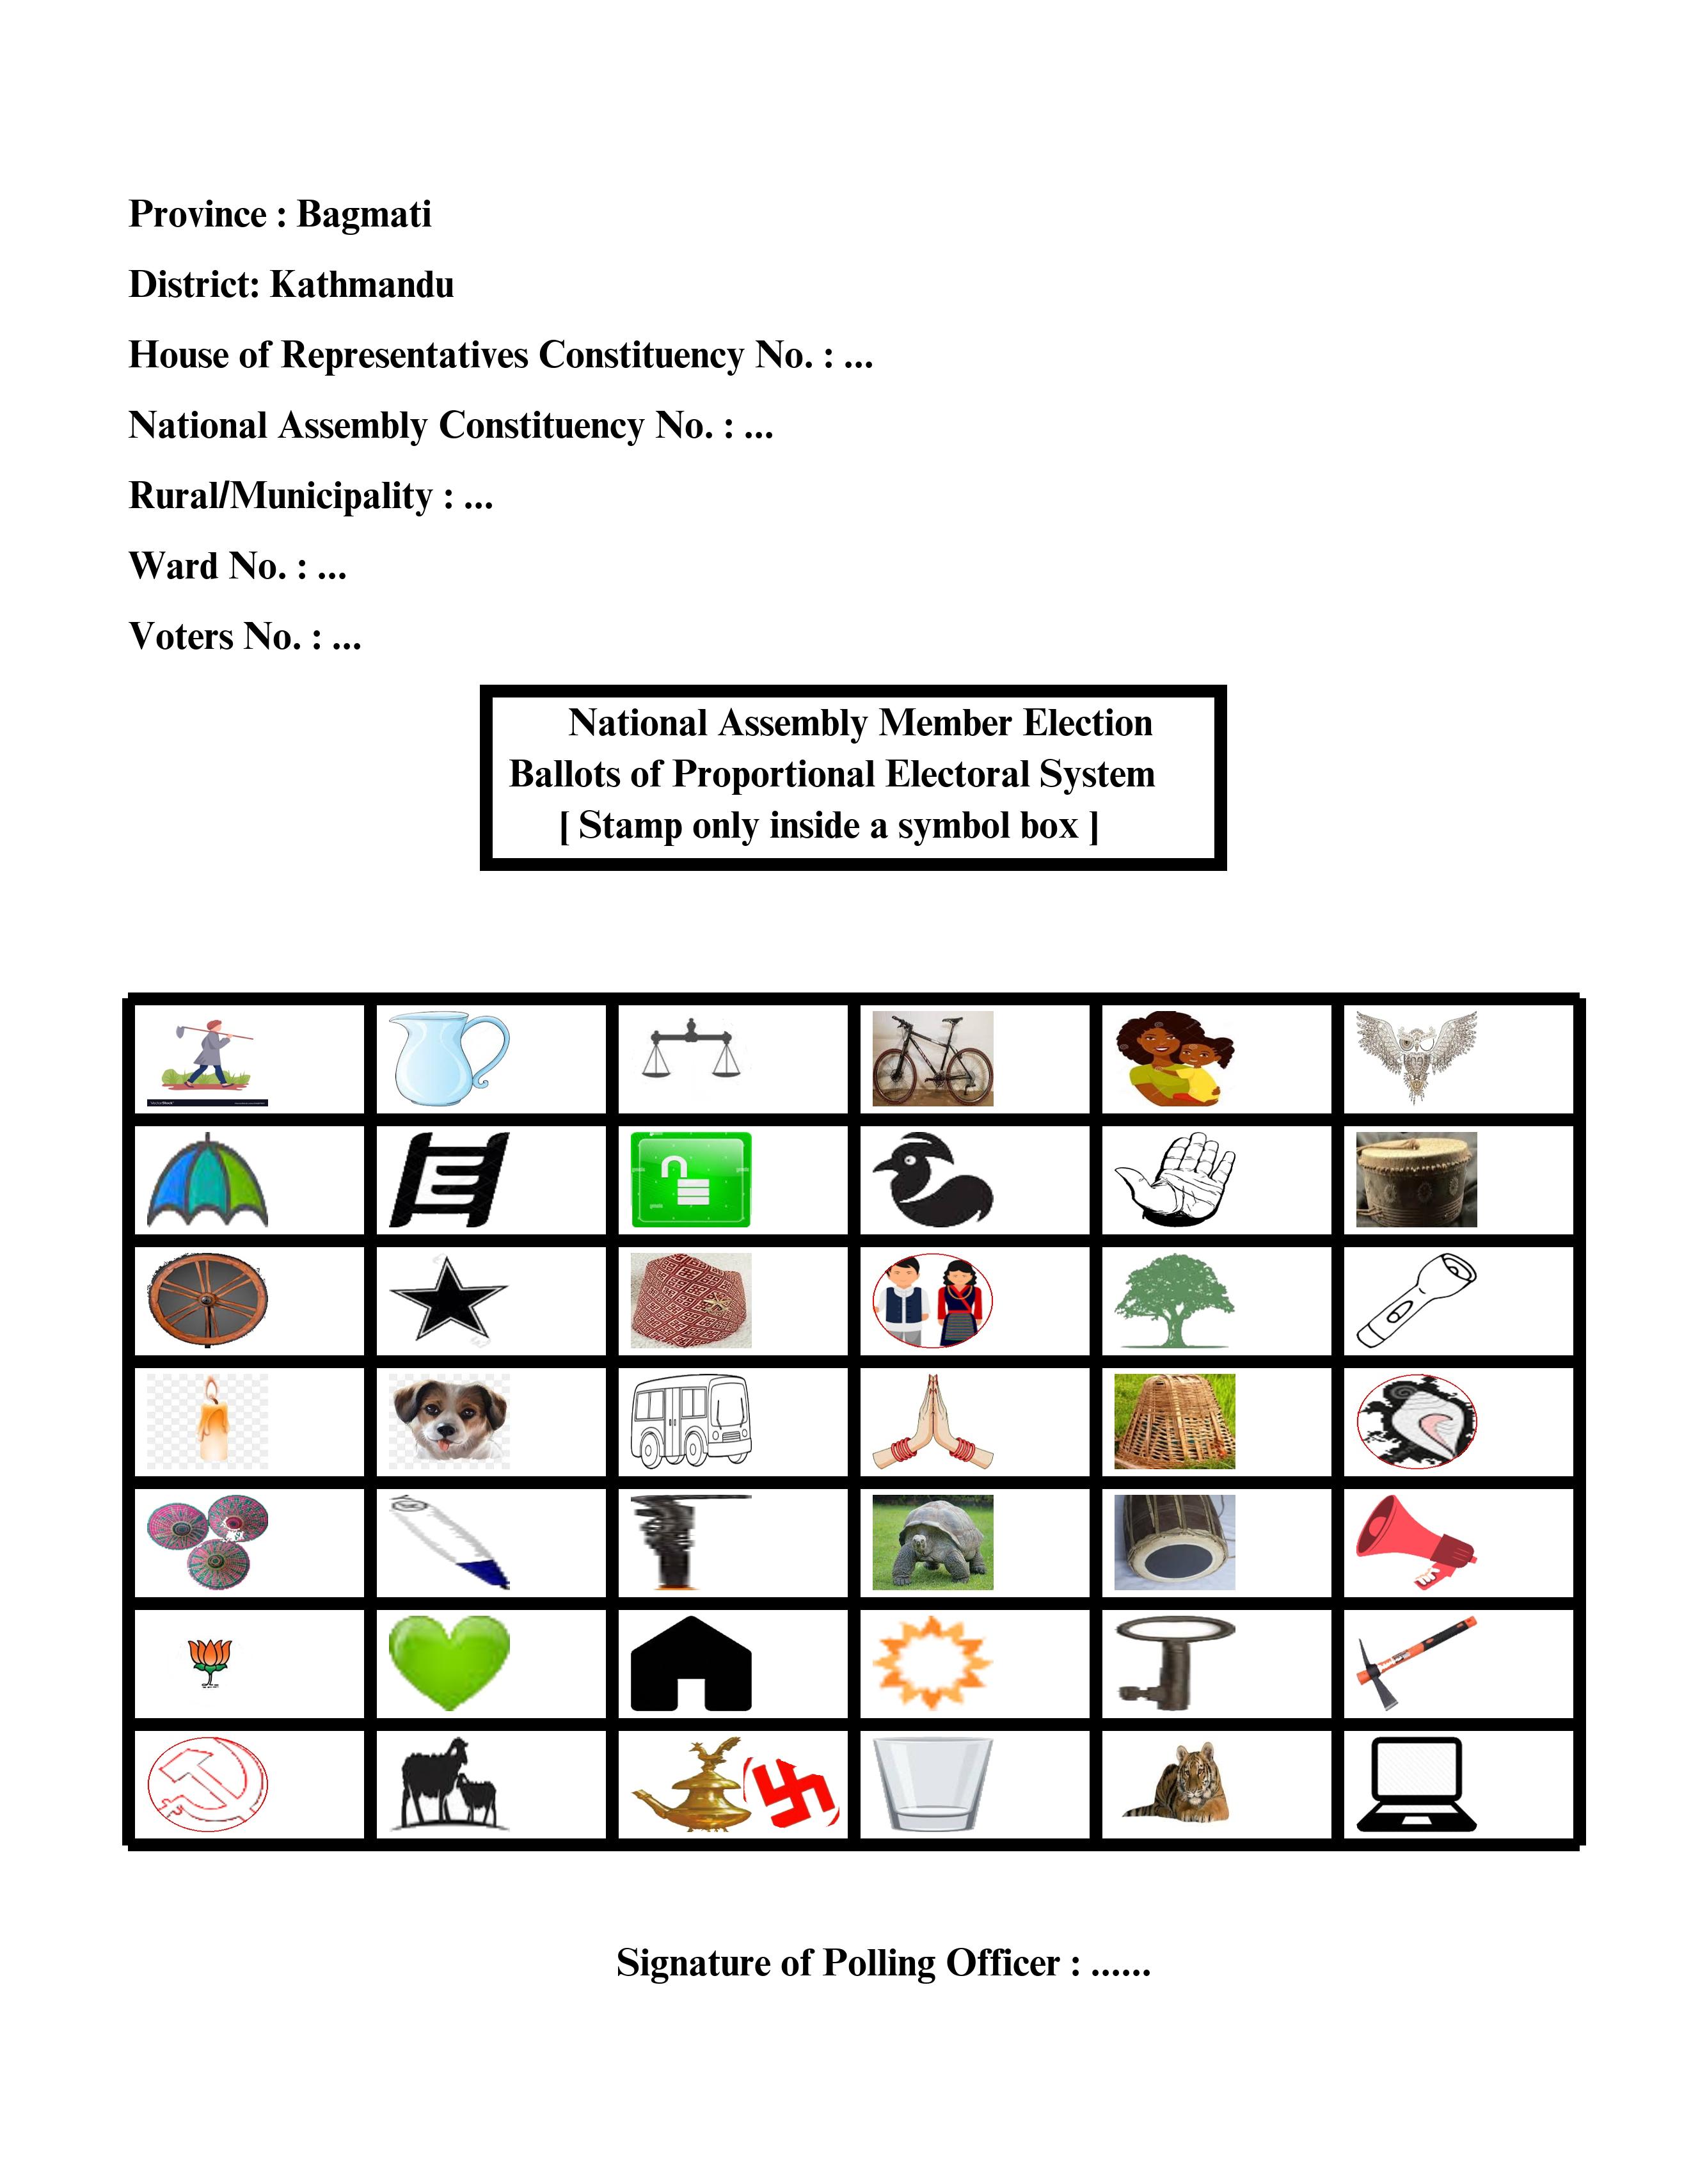 Province : Bagmati
District: Kathmandu
House of Representatives Constituency No. : ...
National Assembly Constituency No. : ...
Rural/Municipality : ...
Ward No. : ...
Voters No. : ...
National Assembly Member Election
Ballots of Proportional Electoral System
[ Stamp only inside a symbol box ]
Signature of Polling Officer : ......